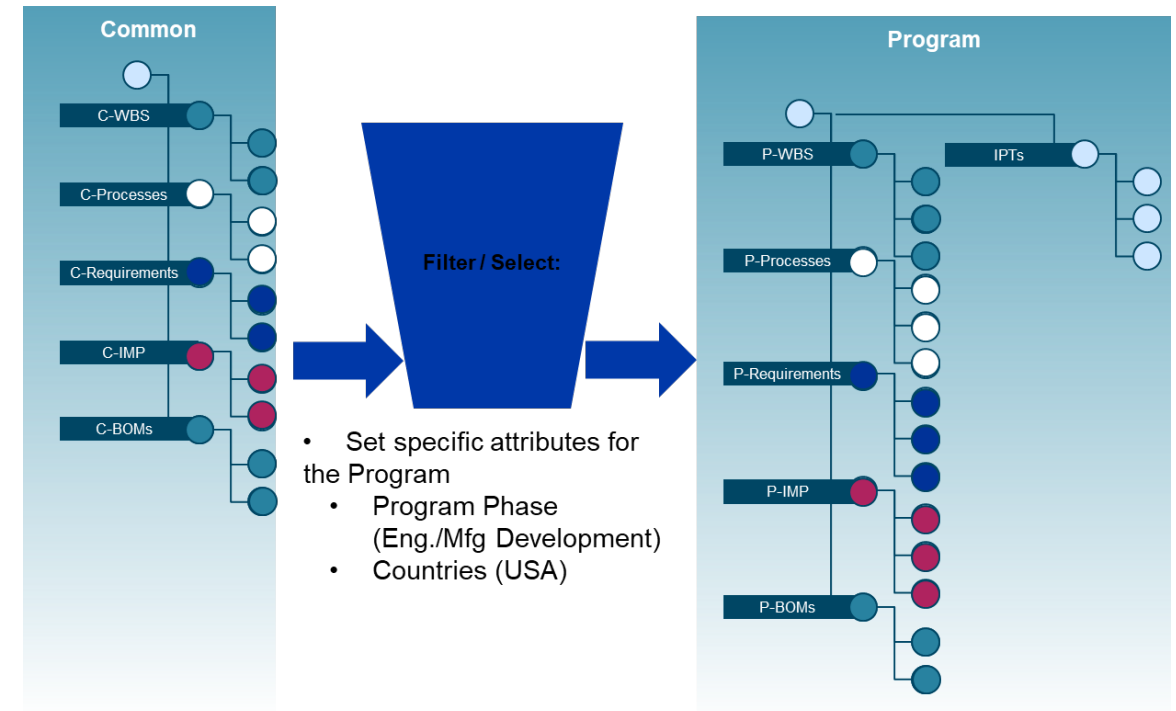 Common
C-WBS
C-Processes
C-Requirements
C-IMP
C-BOMs
Filter / Select:
• Set specific attributes for
the Program
• Program Phase
(Eng./Mfg Development)
• Countries (USA)
Program
P-WBS
IPTs
P-Processes
P-Requirements
P-IMP
P-BOMs